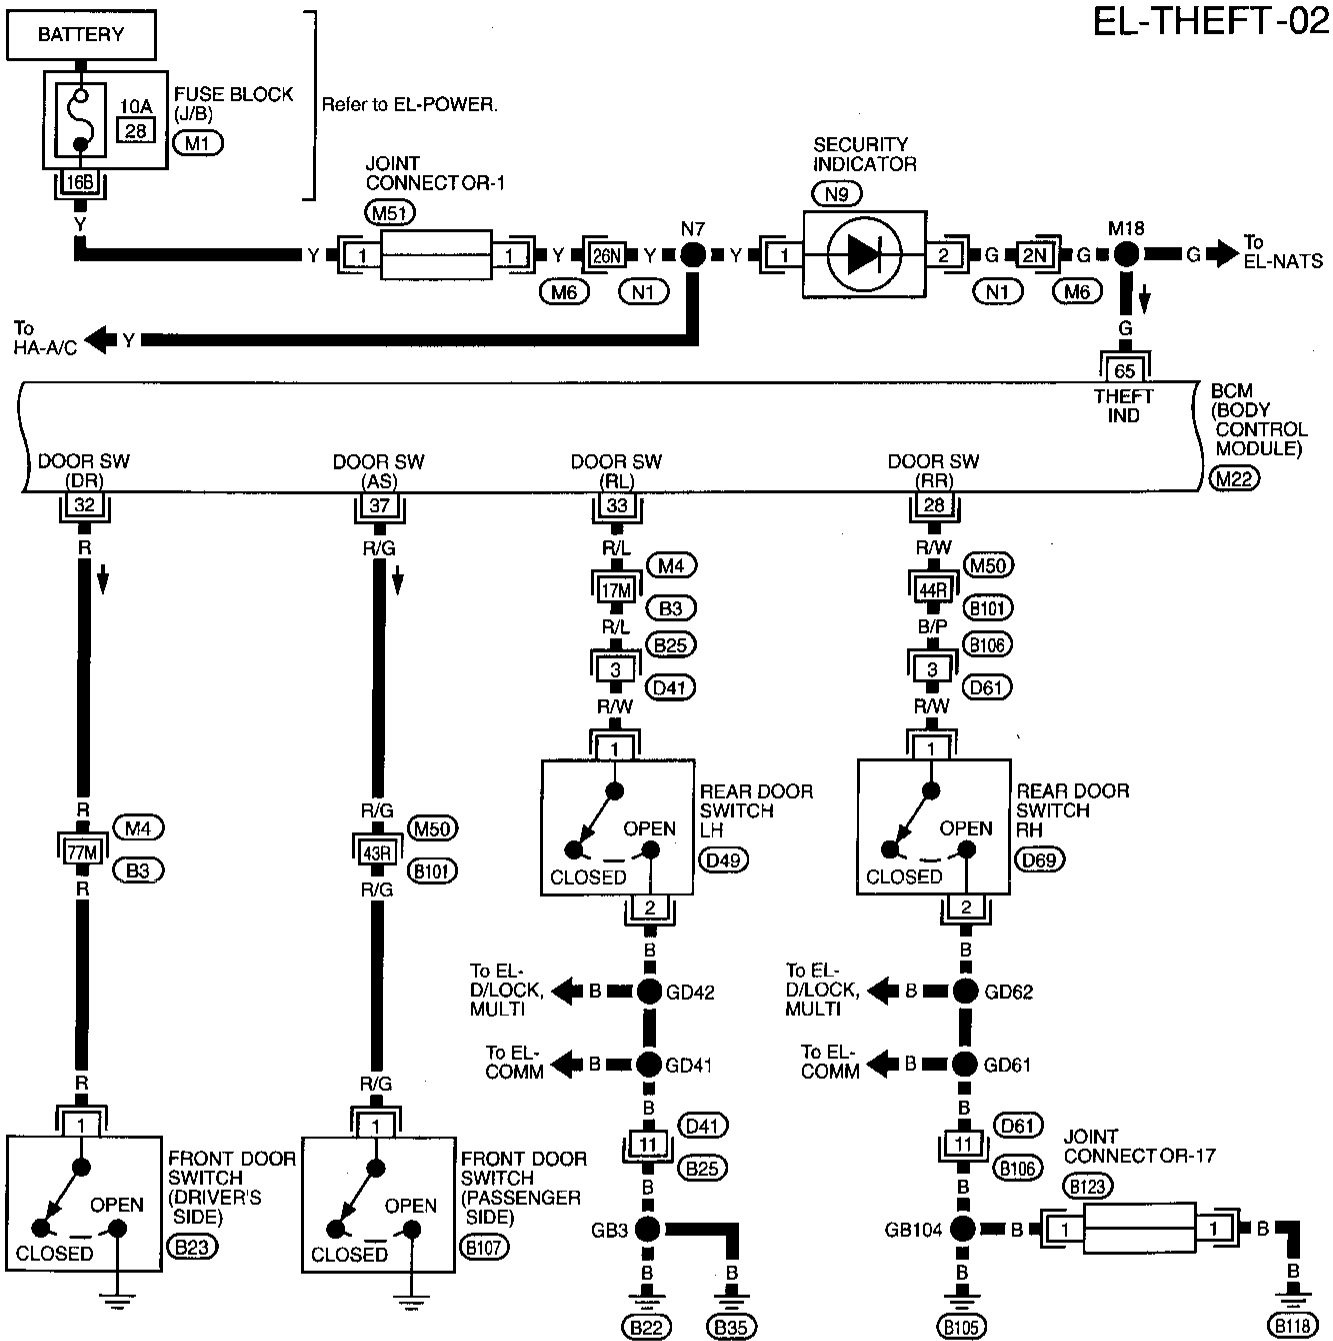 EL-THEFT-02
BATTERY
10A
28
FUSE BLOCK
(J/B)
M1
Refer to EL-POWER.
16B
Y
JOINT
CONNECTOR-1
M51
SECURITY
INDICATOR
N9
N7
M18
Y 1 1 Y 26N Y Y 1 2 G 2N G G
To
EL-NATS
M6 N1 N1 M6
To
HA-A/C
Y
G
65
THEFT
IND
BCM
(BODY
CONTROL
MODULE)
M22
DOOR SW
(DR)
DOOR SW
(AS)
DOOR SW
(RL)
DOOR SW
(RR)
32 37 33 28
R R/G R/L R/W
M4 M50
17M 44R
B3 B101
R/L B/P
B25 B106
3 3
D41 D61
R/W R/W
1 1
REAR DOOR
SWITCH
LH
D49
OPEN
CLOSED
REAR DOOR
SWITCH
RH
D69
OPEN
CLOSED
R R/G
M4 M50
77M 43R
B3 B101
R R/G
2 2
B B
To EL-
D/LOCK,
MULTI
B GD42
To EL-
D/LOCK,
MULTI
B GD62
To EL-
COMM
B GD41
To EL-
COMM
B GD61
R R/G
B B
1 1
D41 D61
11 11
B25 B106
B B
FRONT DOOR
SWITCH
(DRIVER'S
SIDE)
B23
OPEN
CLOSED
FRONT DOOR
SWITCH
(PASSENGER
SIDE)
B107
OPEN
CLOSED
JOINT
CONNECTOR-17
B123
GB3
GB104 B 1 1 B
B B B B
B22 B35 B105 B118